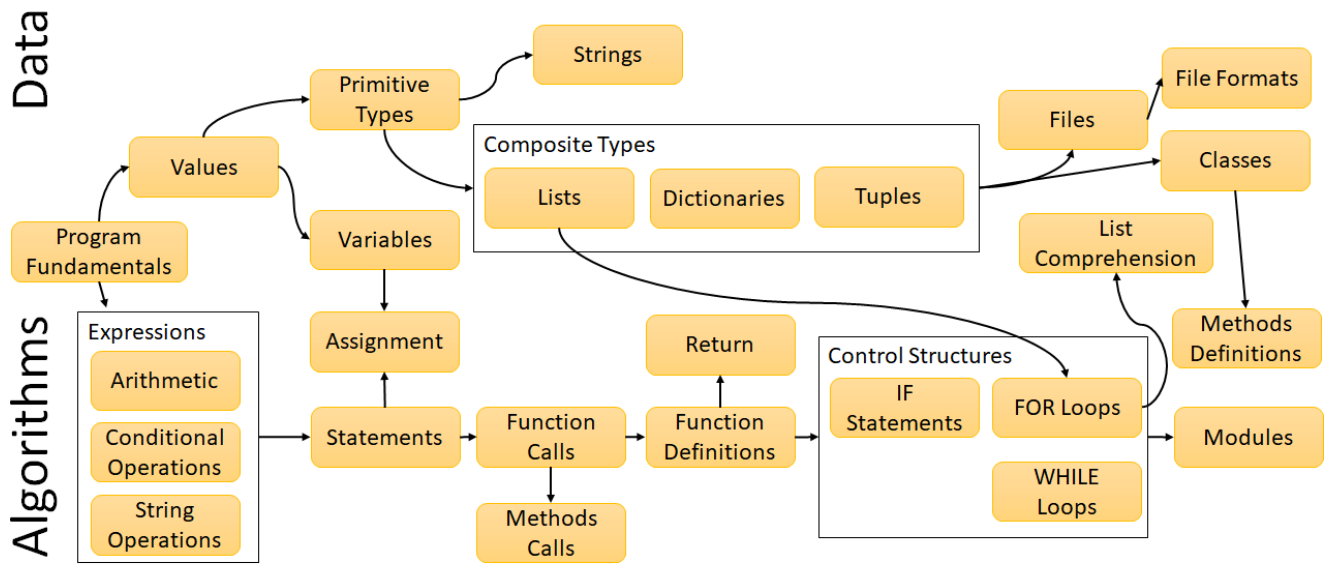 Data
Strings
Primitive
Types
File Formats
Files
Values
Composite Types
Classes
Lists
Dictionaries
Tuples
Program
Fundamentals
Variables
List
Comprehension
Algorithms
Expressions
Arithmetic
Conditional
Operations
String
Operations
Assignment
Statements
Return
Function
Calls
Function
Definitions
Methods
Calls
Control Structures
IF
Statements
FOR Loops
WHILE
Loops
Methods
Definitions
Modules